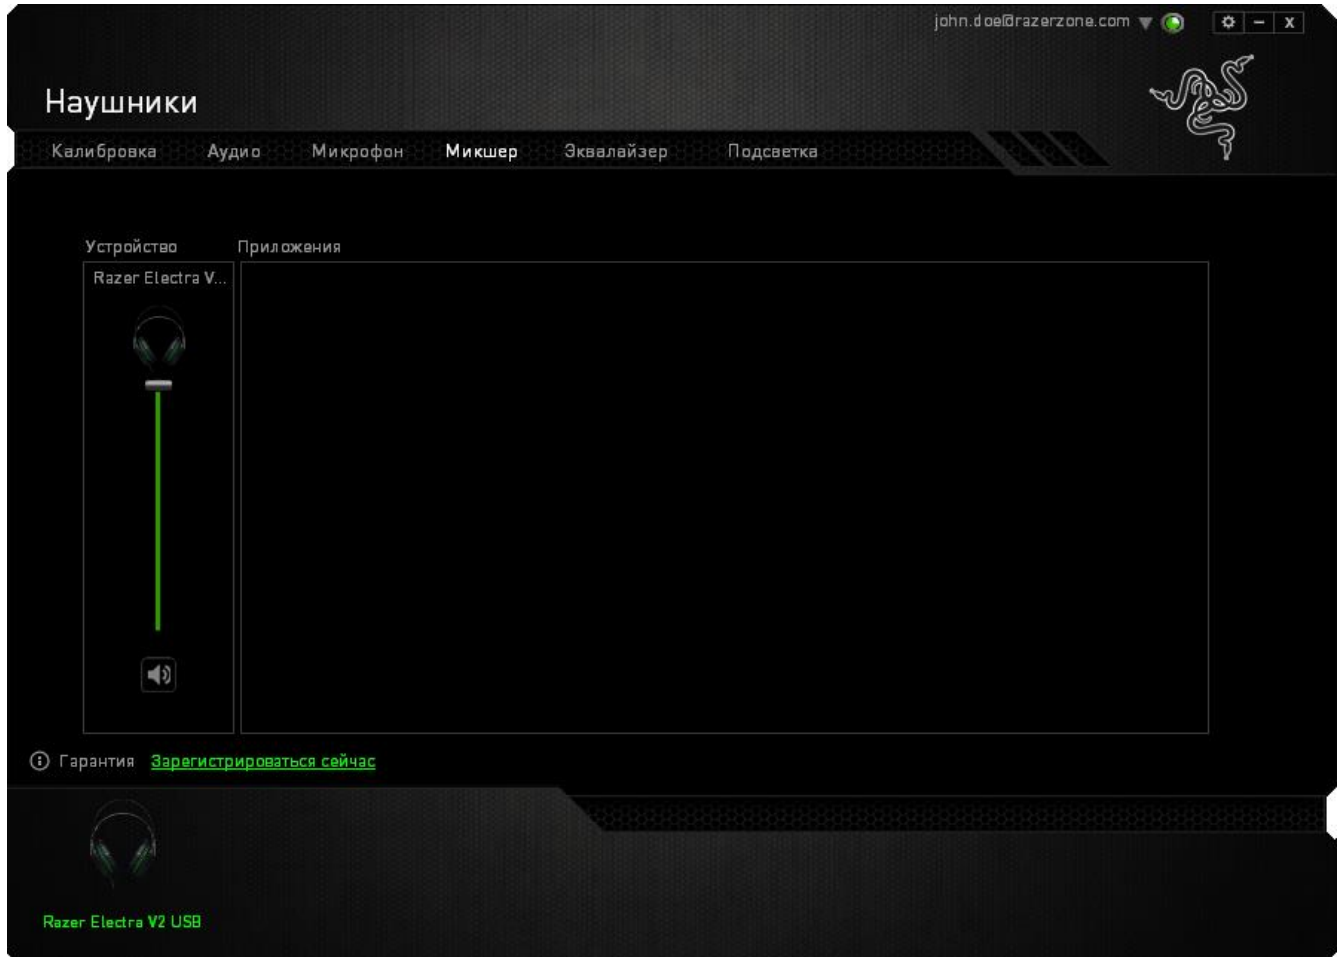 john.doe@razerzone.com
Наушники
Калибровка Аудио Микрофон Микшер Эквалайзер Подсветка
Устройство Приложения
Razer Electra V...
Гарантия Зарегистрироваться сейчас
Razer Electra V2 USB